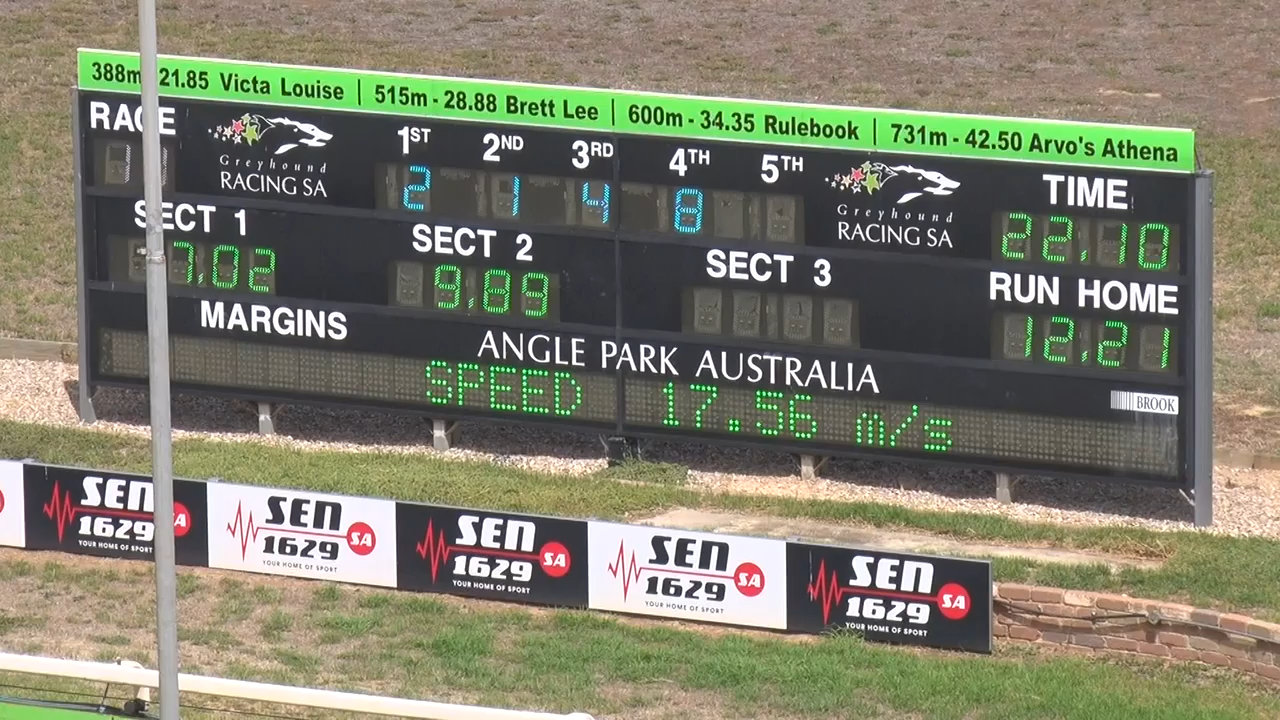 388m 21.85 Victa Louise | 515m - 28.88 Brett Lee | 600m - 34.35 Rulebook | 731m - 42.50 Arvo's Athena
RACE
Greyhound
RACING SA
1ST 2ND 3RD 4TH 5TH
2 1 4 8
Greyhound
RACING SA
TIME
22.10
SECT 1
7.02
SECT 2
9.89
SECT 3
RUN HOME
12.21
MARGINS
ANGLE PARK AUSTRALIA
SPEED 17.56 m/s
BROOK
SEN
1629
SA
YOUR HOME OF SPORT
SEN
1629
SA
YOUR HOME OF SPORT
SEN
1629
SA
YOUR HOME OF SPORT
SEN
1629
SA
YOUR HOME OF SPORT
SEN
1629
SA
YOUR HOME OF SPORT